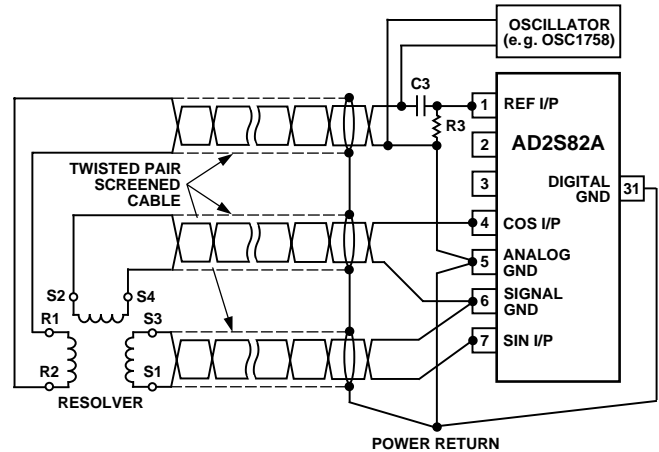 OSCILLATOR
(e.g. OSC1758)
C3
1 REF I/P
R3
AD2S82A
2
TWISTED PAIR
SCREENED
CABLE
3
DIGITAL
GND
31
4 COS I/P
5 ANALOG
GND
S2 S4
6 SIGNAL
GND
R1 S3
7 SIN I/P
R2 S1
RESOLVER
POWER RETURN